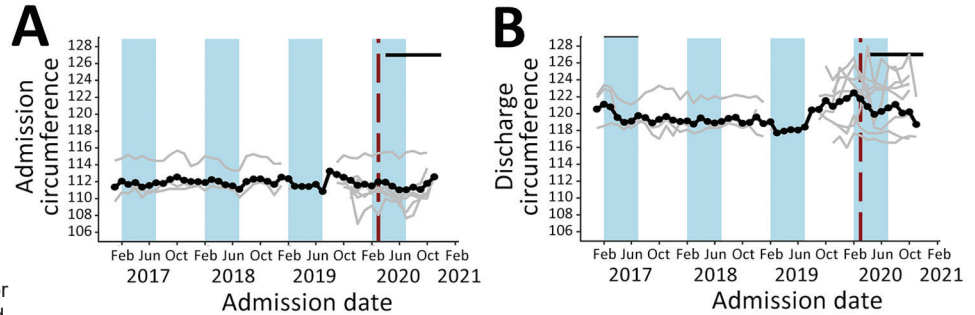 A
Admission
circumference
128
126
124
122
120
118
116
114
112
110
108
106
Feb Jun Oct Feb Jun Oct Feb Jun Oct Feb Jun Oct Feb
2017 2018 2019 2020 2021
Admission date
B
Discharge
circumference
128
126
124
122
120
118
116
114
112
110
108
106
Feb Jun Oct Feb Jun Oct Feb Jun Oct Feb Jun Oct Feb
2017 2018 2019 2020 2021
Admission date
or